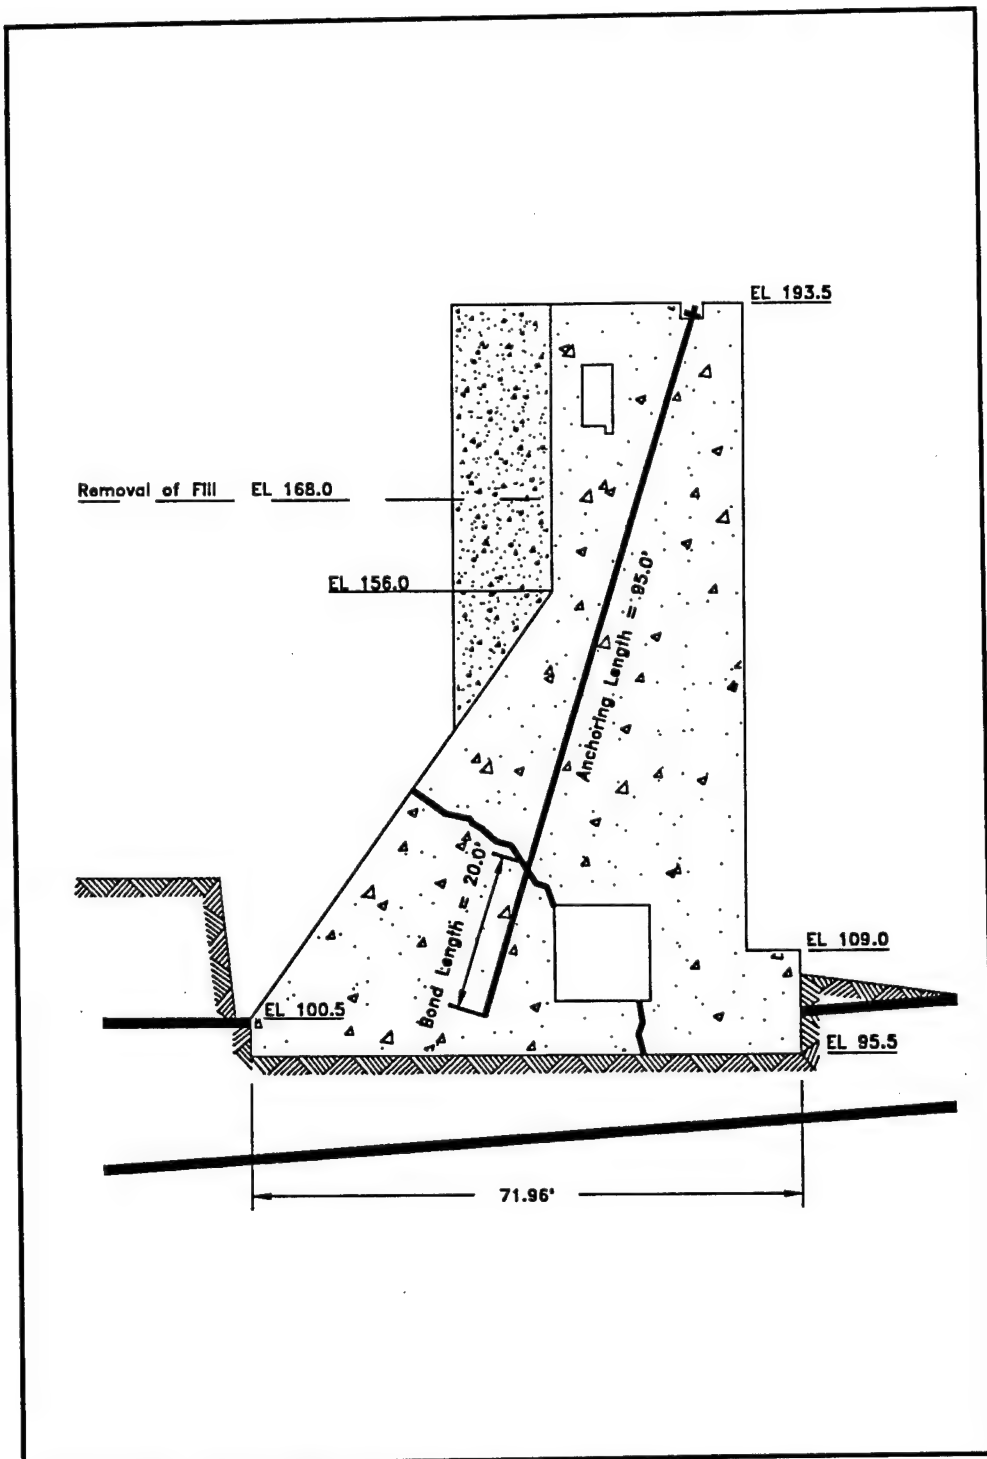 EL 193.5
Removal of Fill EL 168.0
EL 156.0
Anchoring Length = 95.0'
Bond Length = 20.0'
EL 109.0
EL 100.5
EL 95.5
71.96'